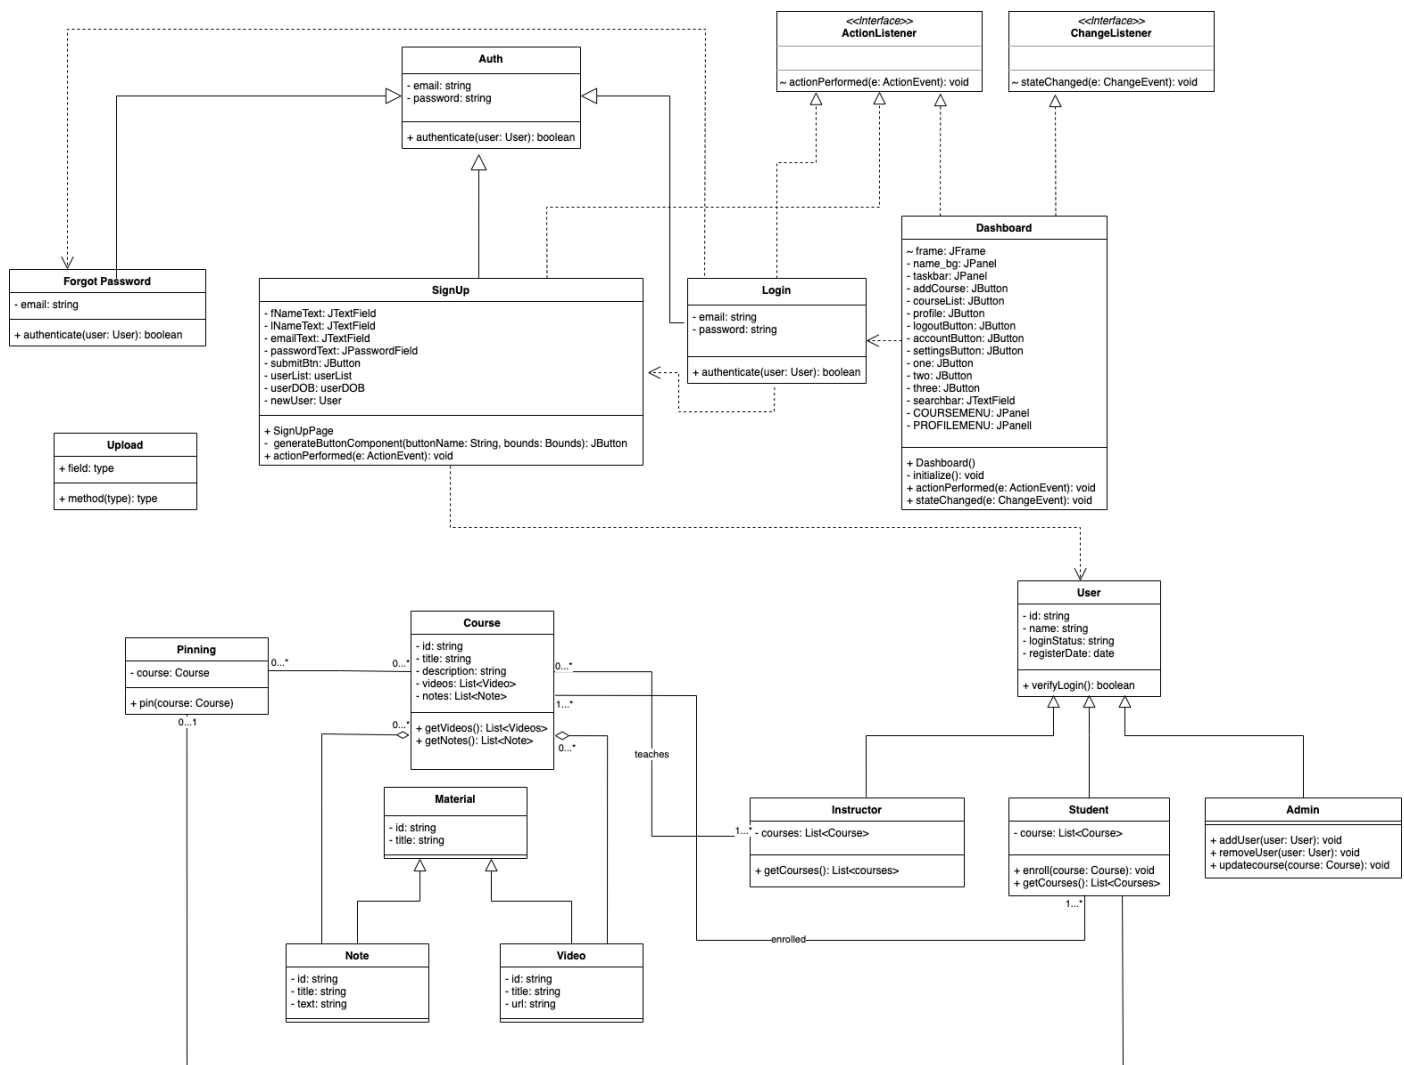 <<Interface>>
ActionListener
~ actionPerformed(e: ActionEvent): void
<<Interface>>
ChangeListener
~ stateChanged(e: ChangeEvent): void
Auth
- email: string
- password: string
+ authenticate(user: User): boolean
Forgot Password
- email: string
+ authenticate(user: User): boolean
SignUp
- fNameText: JTextField
- lNameText: JTextField
- emailText: JTextField
- passwordText: JPasswordField
- submitBtn: JButton
- userList: userList
- userDOB: userDOB
- newUser: User
+ SignUpPage
- generateButtonComponent(buttonName: String, bounds: Bounds): JButton
+ actionPerformed(e: ActionEvent): void
Login
- email: string
- password: string
+ authenticate(user: User): boolean
Dashboard
~ frame: JFrame
- name_bg: JPanel
- taskbar: JPanel
- addCourse: JButton
- courseList: JButton
- profile: JButton
- logoutButton: JButton
- accountButton: JButton
- settingsButton: JButton
- one: JButton
- two: JButton
- three: JButton
- searchbar: JTextField
- COURSEMENU: JPanel
- PROFILEMENU: JPanell
+ Dashboard()
- initialize(): void
+ actionPerformed(e: ActionEvent): void
+ stateChanged(e: ChangeEvent): void
Upload
+ field: type
+ method(type): type
User
- id: string
- name: string
- loginStatus: string
- registerDate: date
+ verifyLogin(): boolean
Pinning
- course: Course
+ pin(course: Course)
0...*
0...*
0...1
Course
- id: string
- title: string
- description: string
- videos: List<Video>
- notes: List<Note>
+ getVideos(): List<Videos>
+ getNotes(): List<Note>
0...*
1...*
0...*
0...*
teaches
Material
- id: string
- title: string
Instructor
1...*
- courses: List<Course>
+ getCourses(): List<courses>
Student
- course: List<Course>
+ enroll(course: Course): void
+ getCourses(): List<Courses>
1...*
Admin
+ addUser(user: User): void
+ removeUser(user: User): void
+ updatecourse(course: Course): void
enrolled
Note
- id: string
- title: string
- text: string
Video
- id: string
- title: string
- url: string